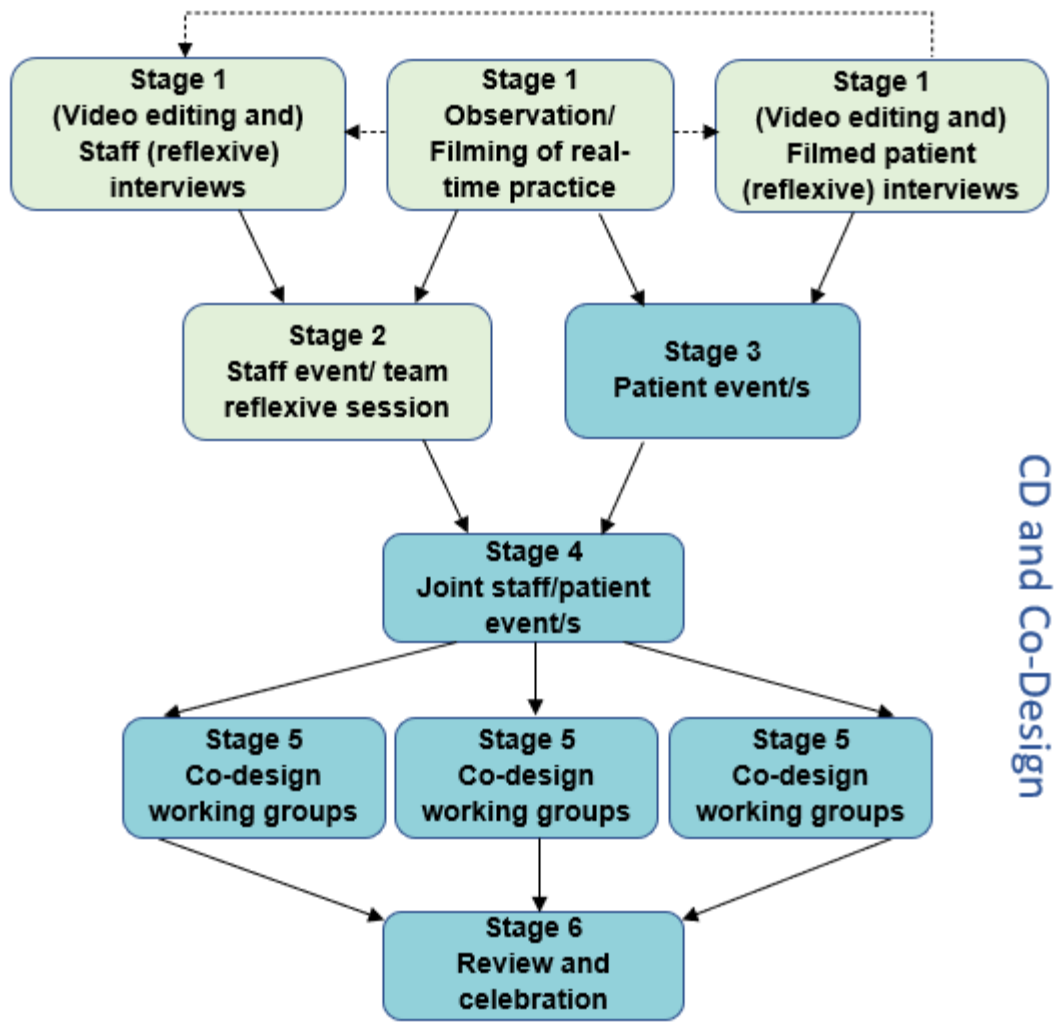 Stage 1
(Video editing and)
Staff (reflexive)
interviews
Stage 1
Observation/
Filming of real-
time practice
Stage 1
(Video editing and)
Filmed patient
(reflexive) interviews
Stage 2
Staff event/ team
reflexive session
Stage 3
Patient event/s
CD and Co-Design
Stage 4
Joint staff/patient
event/s
Stage 5
Co-design
working groups
Stage 5
Co-design
working groups
Stage 5
Co-design
working groups
Stage 6
Review and
celebration